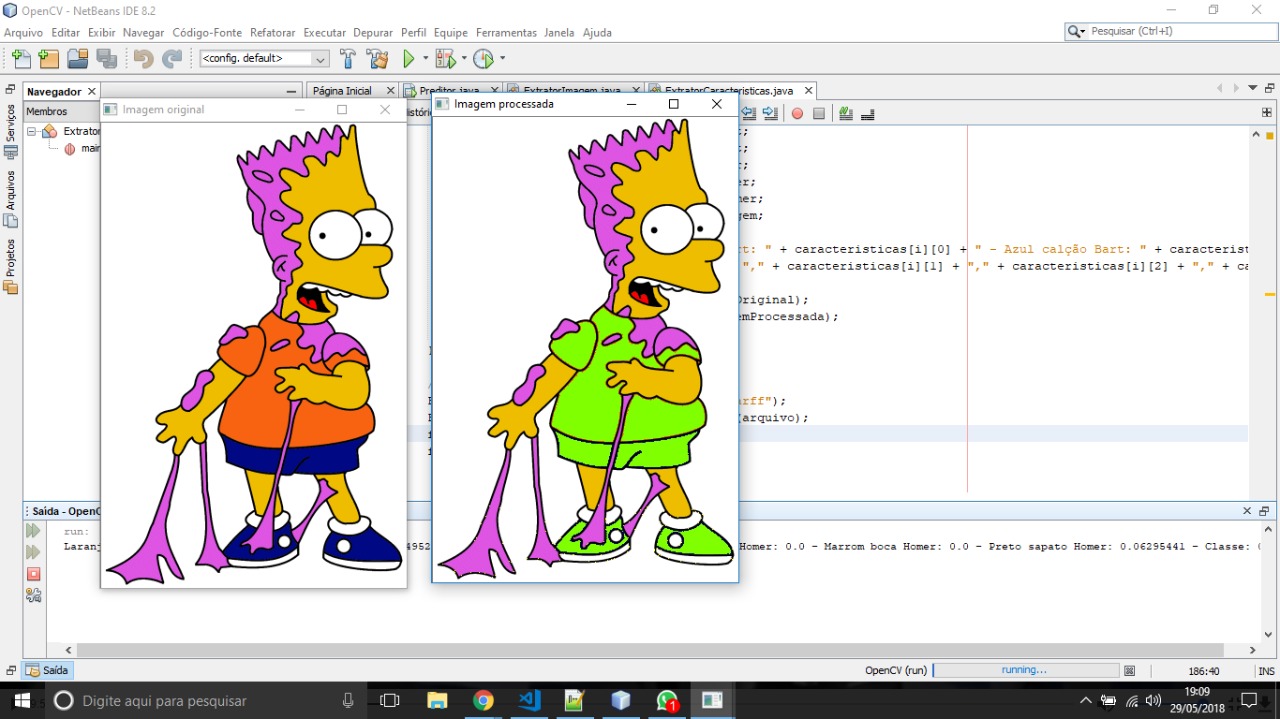 OpenCV - NetBeans IDE 8.2
Arquivo Editar Exibir Navegar Código-Fonte Refatorar Executar Depurar Perfil Equipe Ferramentas Janela Ajuda
Pesquisar (Ctrl+I)
<config. default>
Navegador
Página Inicial
Preditor.java
ExtratorImagem.java
ExtratorCaracteristicas.java
Membros
Imagem original
Imagem processada
Extrator
Serviços
Arquivos
Projetos
er;
mer;
gem;
rt: " + caracteristicas[i][0] + " - Azul calção Bart: " + caracterist
"," + caracteristicas[i][1] + "," + caracteristicas[i][2] + "," + ca
Original);
emProcessada);
arff");
(arquivo);
Saída - OpenC
run:
Laranj
4952
Homer: 0.0 - Marrom boca Homer: 0.0 - Preto sapato Homer: 0.06295441 - Classe:
Saída
OpenCV (run)
running...
186:40
INS
Digite aqui para pesquisar
1
19:09
29/05/2018